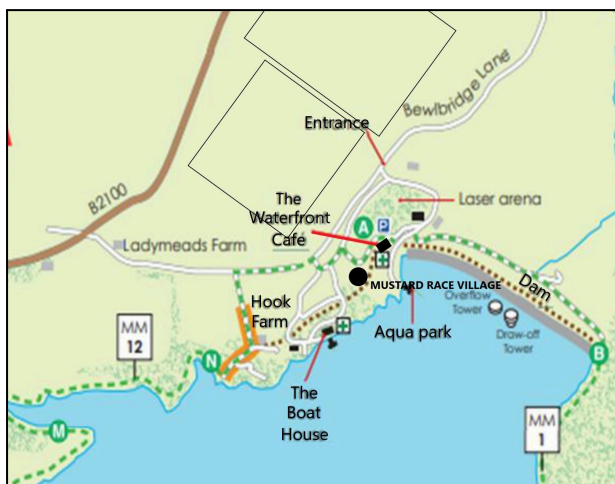 Bewlbridge Lane
Entrance
B2100
The
Waterfront
Cafe
A
P
Laser arena
Ladymeads Farm
MUSTARD RACE VILLAGE
Dam
Overflow
Tower
Draw-off
Tower
Hook
Farm
Aqua park
MM
12
N
B
The
Boat
House
M
MM
1